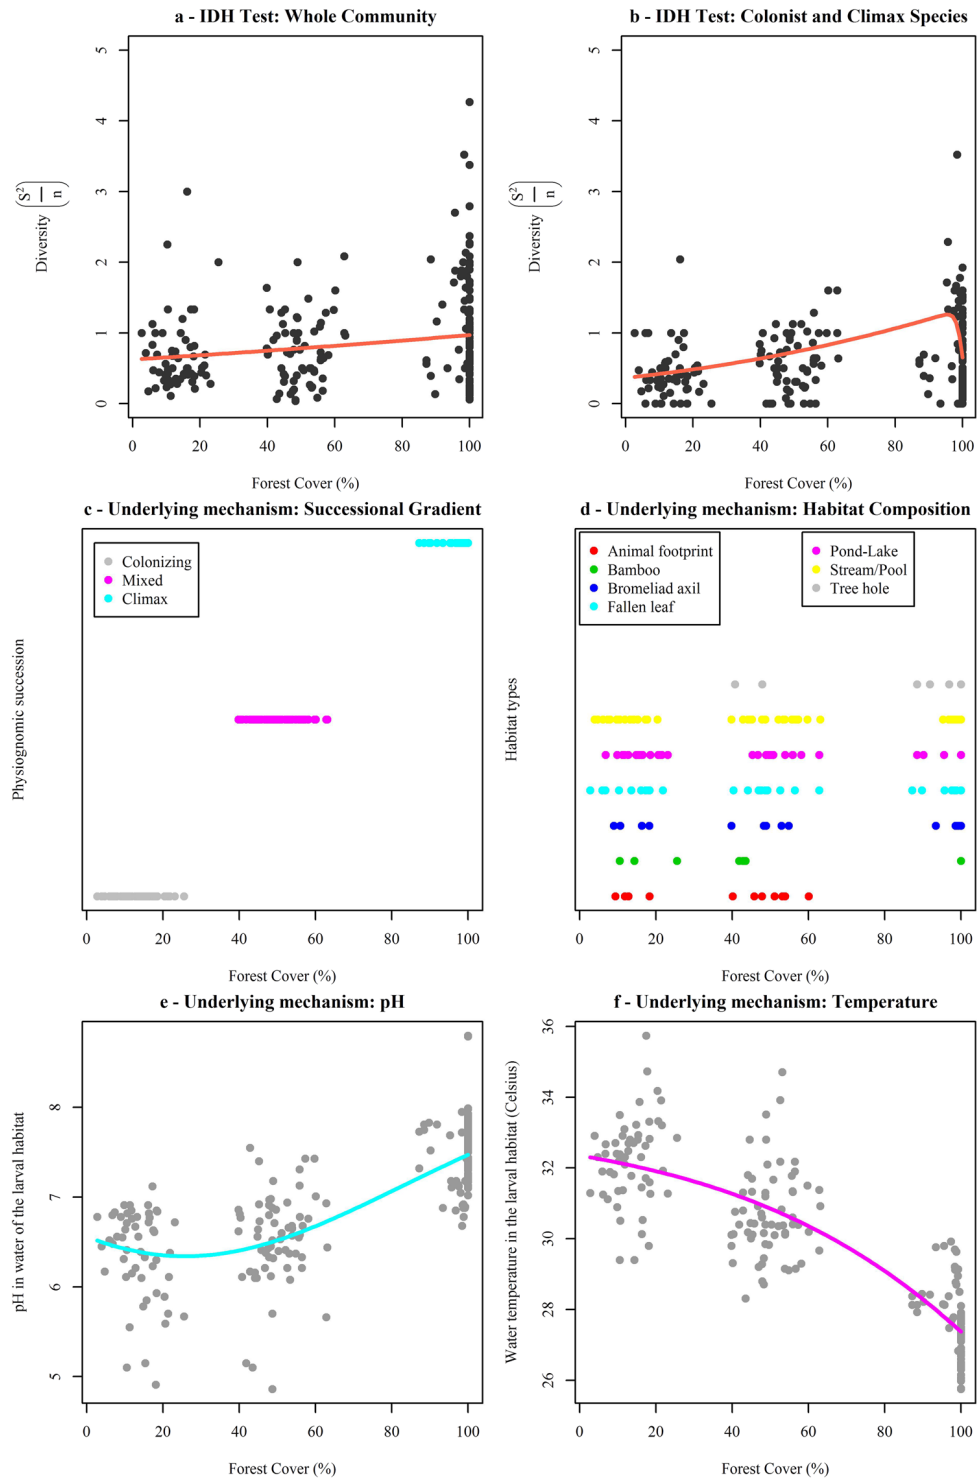 a - IDH Test: Whole Community
Diversity (S²/n)
0 1 2 3 4 5
0 20 40 60 80 100
Forest Cover (%)
b - IDH Test: Colonist and Climax Species
Diversity (S²/n)
0 1 2 3 4 5
0 20 40 60 80 100
Forest Cover (%)
c - Underlying mechanism: Successional Gradient
Physiognomic succession
Colonizing
Mixed
Climax
0 20 40 60 80 100
Forest Cover (%)
d - Underlying mechanism: Habitat Composition
Habitat types
Animal footprint
Bamboo
Bromeliad axil
Fallen leaf
Pond-Lake
Stream/Pool
Tree hole
0 20 40 60 80 100
Forest Cover (%)
e - Underlying mechanism: pH
pH in water of the larval habitat
5 6 7 8
0 20 40 60 80 100
Forest Cover (%)
f - Underlying mechanism: Temperature
Water temperature in the larval habitat (Celsius)
26 28 30 32 34 36
0 20 40 60 80 100
Forest Cover (%)